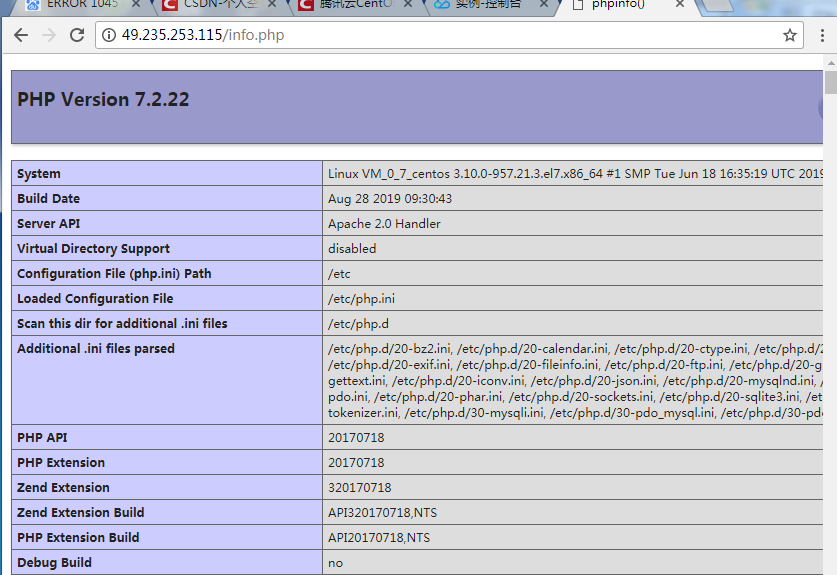 ERROR 1045
CSDN-个人空
腾讯云CentO
实例-控制台
phpinfo()
49.235.253.115/info.php
PHP Version 7.2.22
System Linux VM_0_7_centos 3.10.0-957.21.3.el7.x86_64 #1 SMP Tue Jun 18 16:35:19 UTC 2019
Build Date Aug 28 2019 09:30:43
Server API Apache 2.0 Handler
Virtual Directory Support disabled
Configuration File (php.ini) Path /etc
Loaded Configuration File /etc/php.ini
Scan this dir for additional .ini files /etc/php.d
Additional .ini files parsed /etc/php.d/20-bz2.ini, /etc/php.d/20-calendar.ini, /etc/php.d/20-ctype.ini, /etc/php.d/2
/etc/php.d/20-exif.ini, /etc/php.d/20-fileinfo.ini, /etc/php.d/20-ftp.ini, /etc/php.d/20-g
gettext.ini, /etc/php.d/20-iconv.ini, /etc/php.d/20-json.ini, /etc/php.d/20-mysqlnd.ini, /
pdo.ini, /etc/php.d/20-phar.ini, /etc/php.d/20-sockets.ini, /etc/php.d/20-sqlite3.ini, /et
tokenizer.ini, /etc/php.d/30-mysqli.ini, /etc/php.d/30-pdo_mysql.ini, /etc/php.d/30-pdo
PHP API 20170718
PHP Extension 20170718
Zend Extension 320170718
Zend Extension Build API320170718,NTS
PHP Extension Build API20170718,NTS
Debug Build no